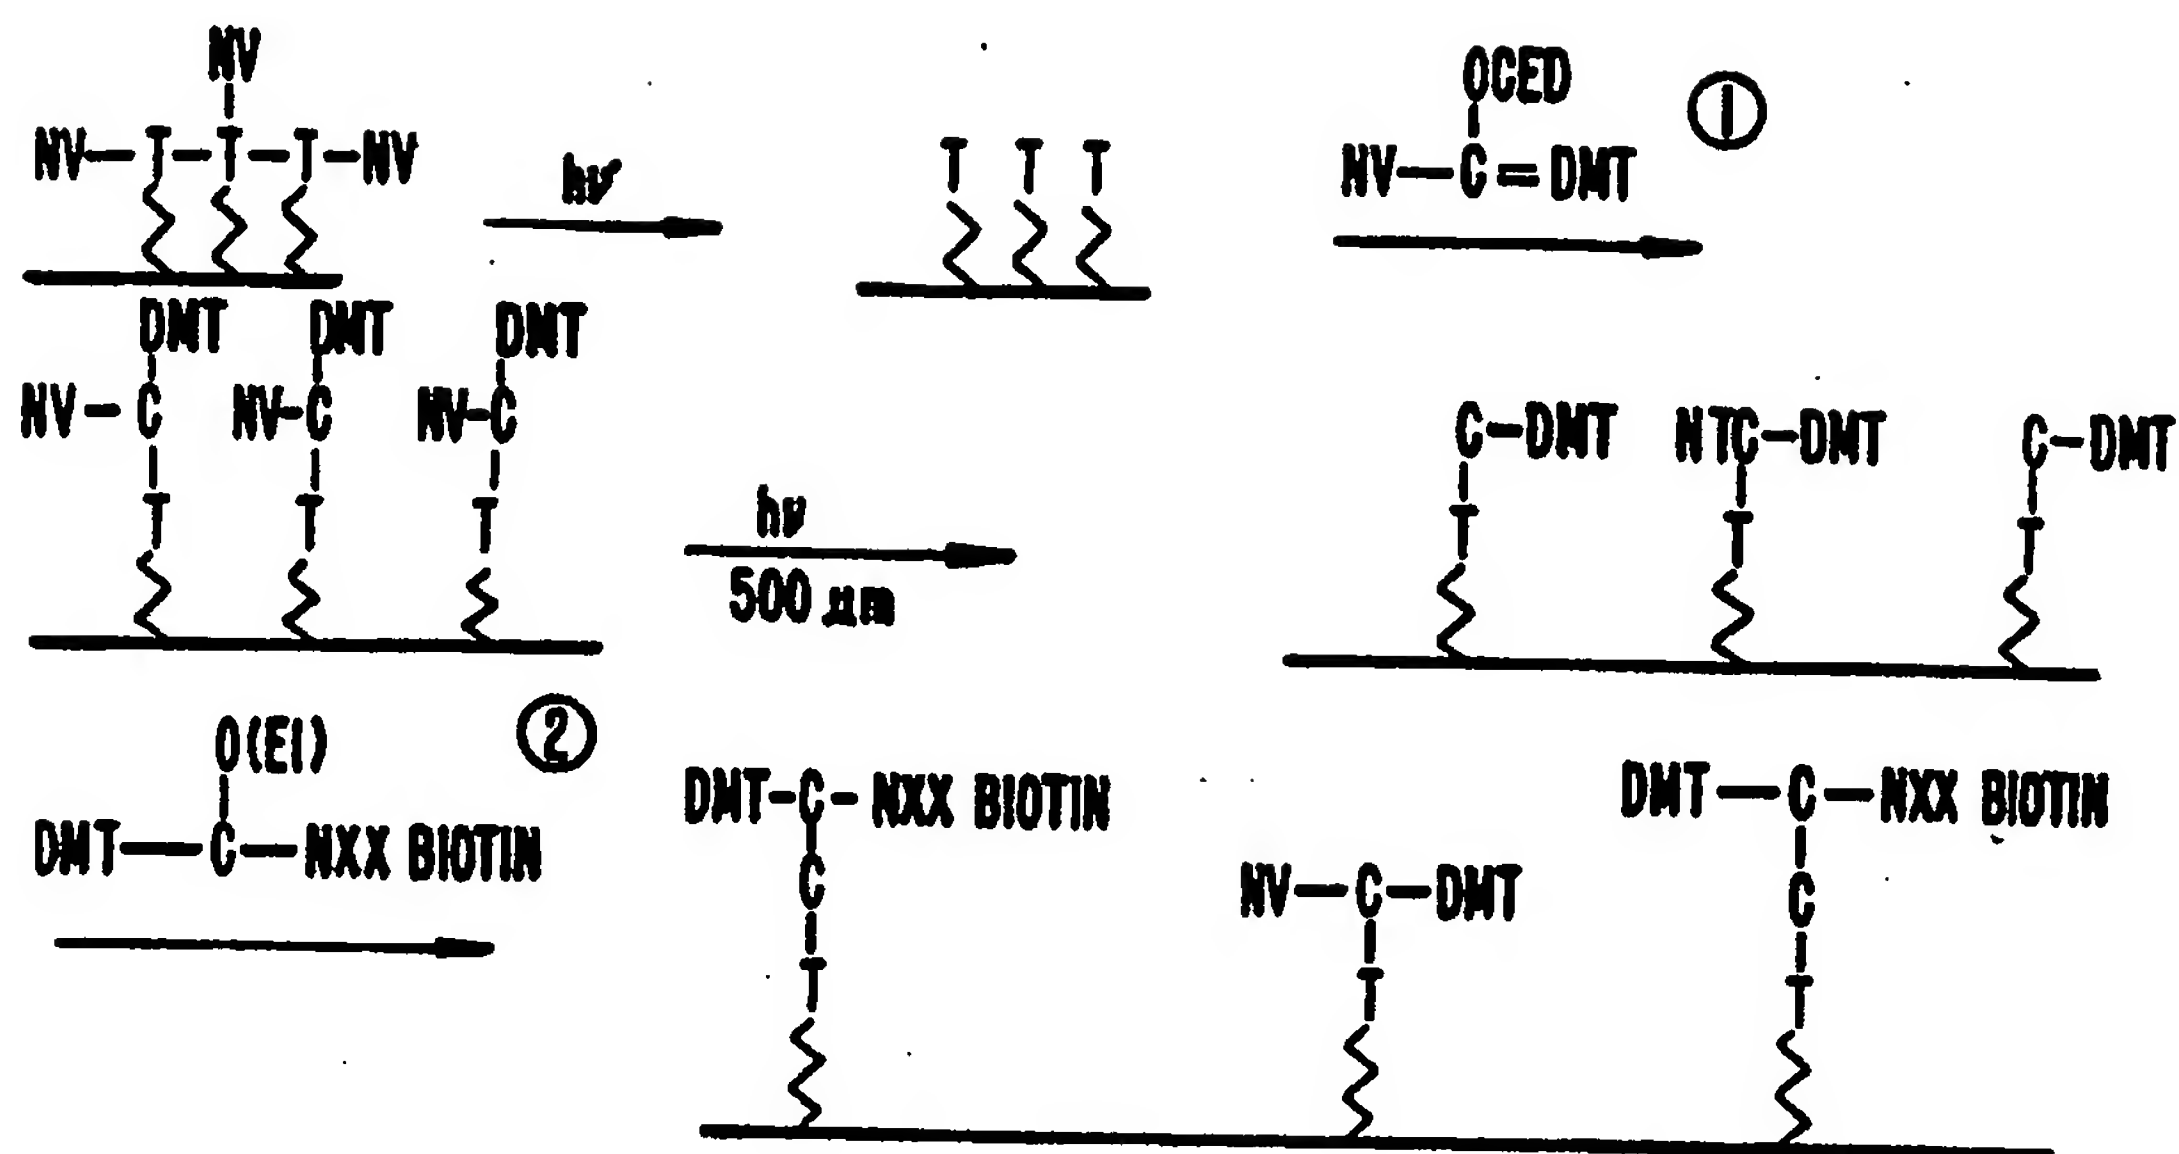 NV
NV-T-T-T-NV
hν
T T T
OCED
NV-C=DMT
①
DMT DMT DMT
NV-C NV-C NV-C
T T T
hν
500 μm
C-DMT NTC-DMT C-DMT
T T T
O(EI)
②
DMT-C-NXX BIOTIN
DMT-C-NXX BIOTIN
C
T
NV-C-DMT
T
DMT-C-NXX BIOTIN
C
T